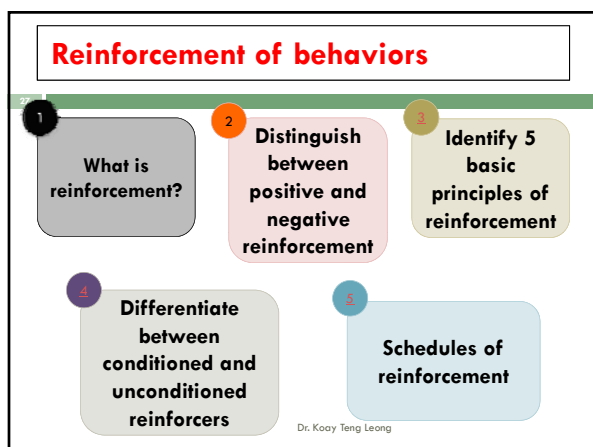 Reinforcement of behaviors
27
1
What is
reinforcement?
2
Distinguish
between
positive and
negative
reinforcement
3
Identify 5
basic
principles of
reinforcement
4
Differentiate
between
conditioned and
unconditioned
reinforcers
5
Schedules of
reinforcement
Dr. Koay Teng Leong